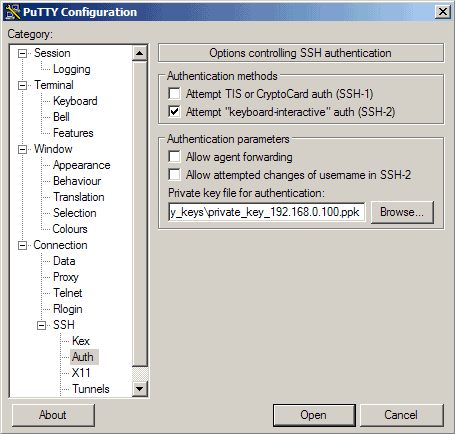 PuTTY Configuration
Category:
Session
Logging
Terminal
Keyboard
Bell
Features
Window
Appearance
Behaviour
Translation
Selection
Colours
Connection
Data
Proxy
Telnet
Rlogin
SSH
Kex
Auth
X11
Tunnels
Options controlling SSH authentication
Authentication methods
Attempt TIS or CryptoCard auth (SSH-1)
Attempt "keyboard-interactive" auth (SSH-2)
Authentication parameters
Allow agent forwarding
Allow attempted changes of username in SSH-2
Private key file for authentication:
y_keys\private_key_192.168.0.100.ppk
Browse...
About
Open
Cancel